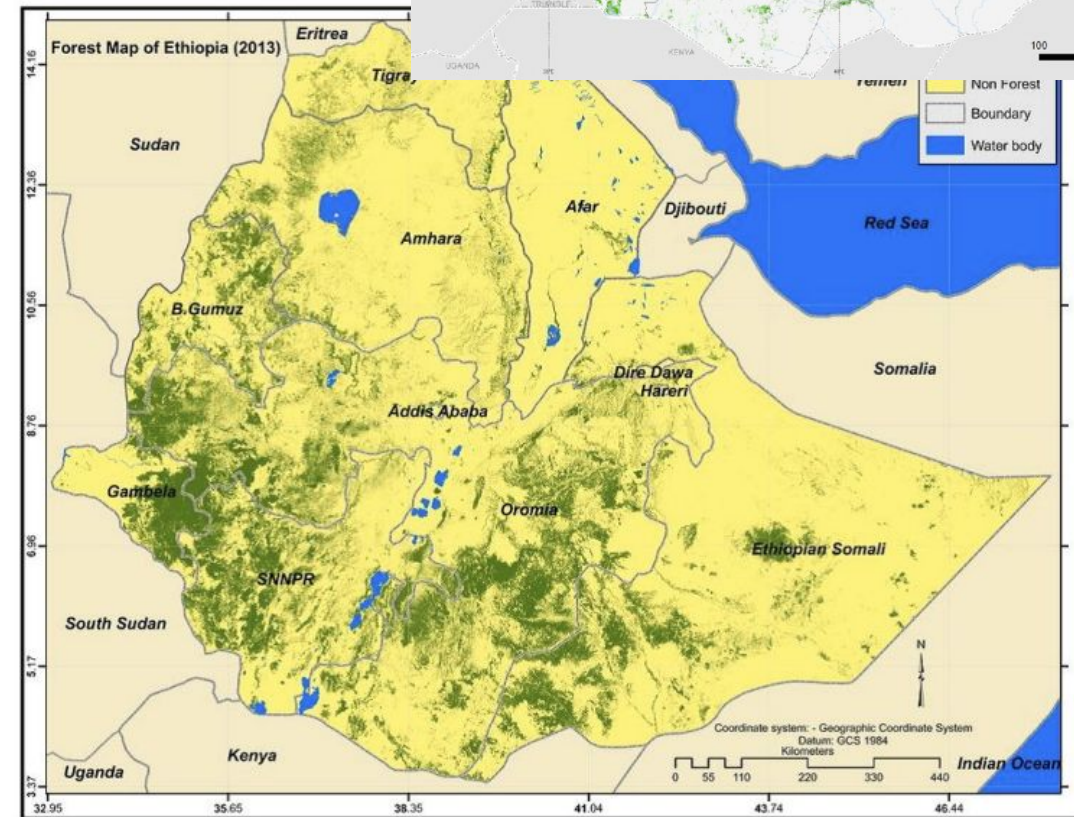 TRIANGLE
KENYA
UGANDA
100
Forest Map of Ethiopia (2013)
Eritrea
Non Forest
Boundary
Water body
Sudan
Afar
Djibouti
Red Sea
Amhara
B.Gumuz
Dire Dawa
Hareri
Somalia
Addis Ababa
Gambela
Oromia
Ethiopian Somali
SNNPR
South Sudan
N
Coordinate system: - Geographic Coordinate System
Datum: GCS 1984
Kilometers
0 55 110 220 330 440
Kenya
Uganda
Indian Ocean
14.16
12.36
10.56
8.76
6.96
5.17
3.37
32.95 35.65 38.35 41.04 43.74 46.44